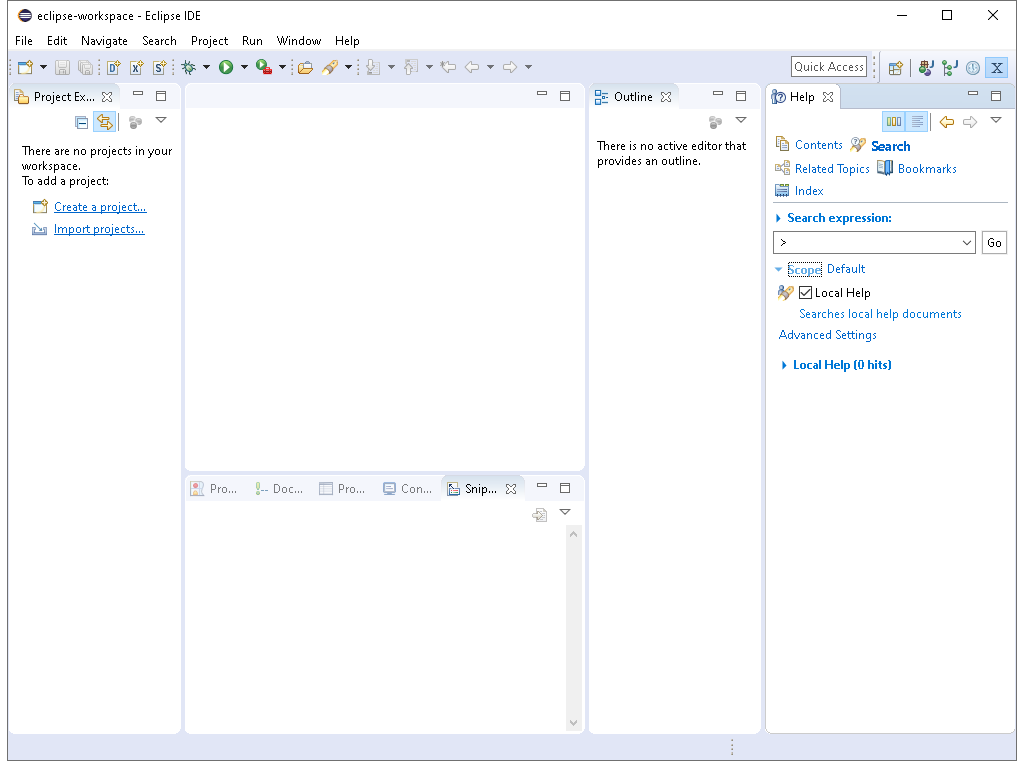 eclipse-workspace - Eclipse IDE
File Edit Navigate Search Project Run Window Help
Quick Access
Project Ex...
There are no projects in your
workspace.
To add a project:
Create a project...
Import projects...
Outline
There is no active editor that
provides an outline.
Help
Contents Search
Related Topics Bookmarks
Index
Search expression:
> Go
Scope Default
Local Help
Searches local help documents
Advanced Settings
Local Help (0 hits)
Pro... Doc... Pro... Con... Snip...